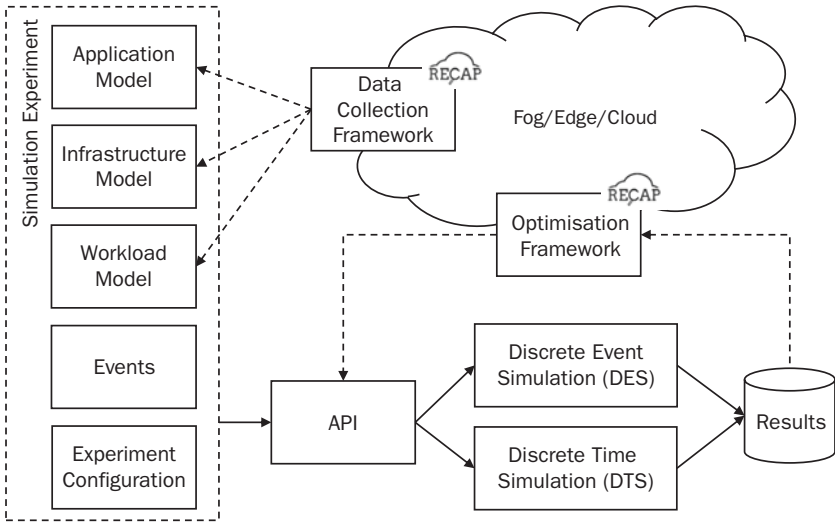 Simulation Experiment
Application
Model
Infrastructure
Model
Workload
Model
Events
Experiment
Configuration
Data
Collection
Framework
RECAP
Fog/Edge/Cloud
RECAP
Optimisation
Framework
API
Discrete Event
Simulation (DES)
Discrete Time
Simulation (DTS)
Results